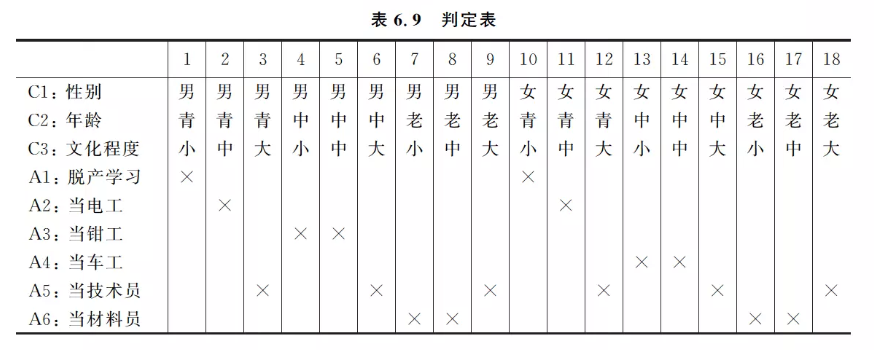 表 6.9 判定表
1 2 3 4 5 6 7 8 9 10 11 12 13 14 15 16 17 18
C1: 性别 男 男 男 男 男 男 男 男 男 女 女 女 女 女 女 女 女 女
C2: 年龄 青 青 青 中 中 中 老 老 老 青 青 青 中 中 中 老 老 老
C3: 文化程度 小 中 大 小 中 大 小 中 大 小 中 大 小 中 大 小 中 大
A1: 脱产学习 × ×
A2: 当电工 × ×
A3: 当钳工 × ×
A4: 当车工 × ×
A5: 当技术员 × × × × × ×
A6: 当材料员 × × × ×